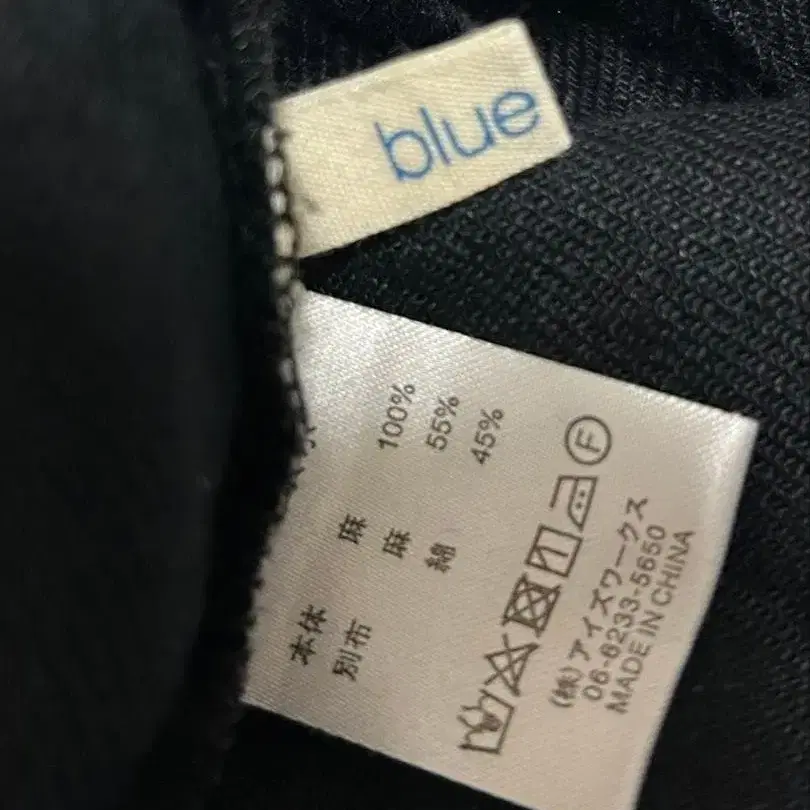 blue
本体 麻 100%
別布 麻 55%
綿 45%
F
(株)アイズワークス
06-6233-5650
MADE IN CHINA